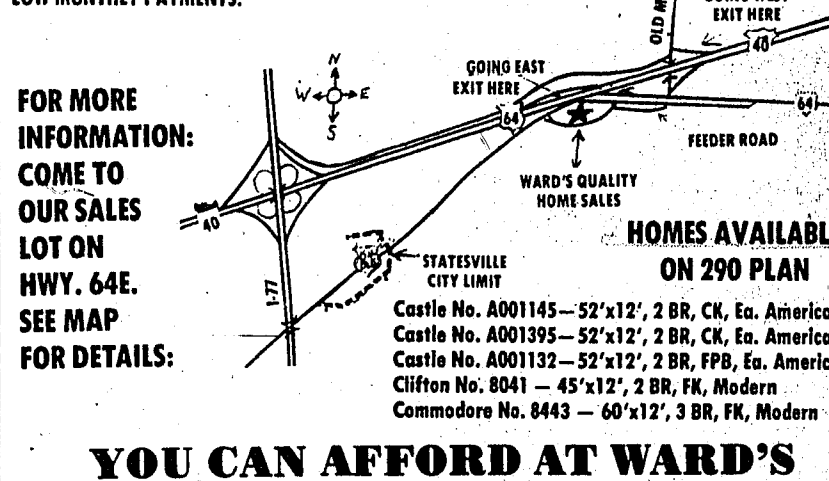 LOW MONTHLY PAYMENTS.
EXIT HERE
OLD
40
N
W E
S
GOING EAST
EXIT HERE
64
64
FEEDER ROAD
FOR MORE
INFORMATION:
COME TO
OUR SALES
LOT ON
HWY. 64E.
SEE MAP
FOR DETAILS:
40
I-77
WARD'S QUALITY
HOME SALES
STATESVILLE
CITY LIMIT
HOMES AVAILABL
ON 290 PLAN
Castle No. A001145—52'x12', 2 BR, CK, Ea. America
Castle No. A001395—52'x12', 2 BR, CK, Ea. America
Castle No. A001132—52'x12', 2 BR, FPB, Ea. Americ
Clifton No. 8041 — 45'x12', 2 BR, FK, Modern
Commodore No. 8443 — 60'x12', 3 BR, FK, Modern
YOU CAN AFFORD AT WARD'S